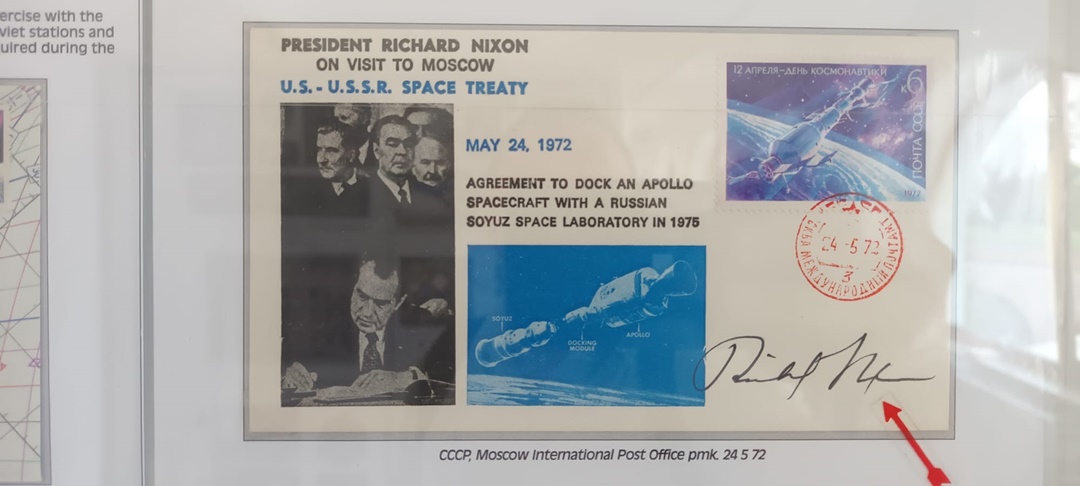 ercise with the
viet stations and
uired during the
PRESIDENT RICHARD NIXON
ON VISIT TO MOSCOW
U.S. - U.S.S.R. SPACE TREATY
MAY 24, 1972
AGREEMENT TO DOCK AN APOLLO
SPACECRAFT WITH A RUSSIAN
SOYUZ SPACE LABORATORY IN 1975
SOYUZ
DOCKING
MODULE
APOLLO
12 АПРЕЛЯ-ДЕНЬ КОСМОНАВТИКИ
6 К
ПОЧТА СССР
1972
24 -5 72
3
МЕЖДУНАРОДНЫЙ ПОЧТАМТ
CCCP, Moscow International Post Office pmk. 24 5 72